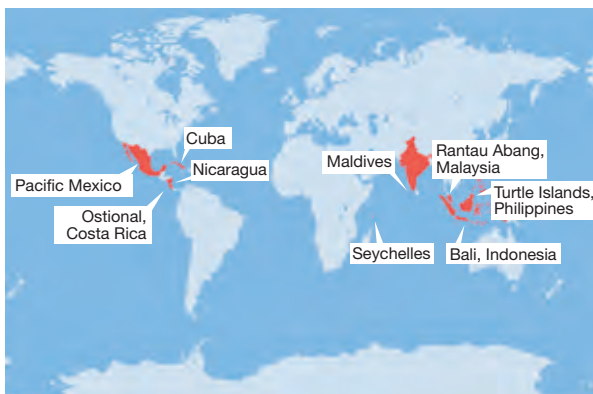 Cuba
Nicaragua
Pacific Mexico
Ostional,
Costa Rica
Maldives
Rantau Abang,
Malaysia
Turtle Islands,
Philippines
Seychelles
Bali, Indonesia